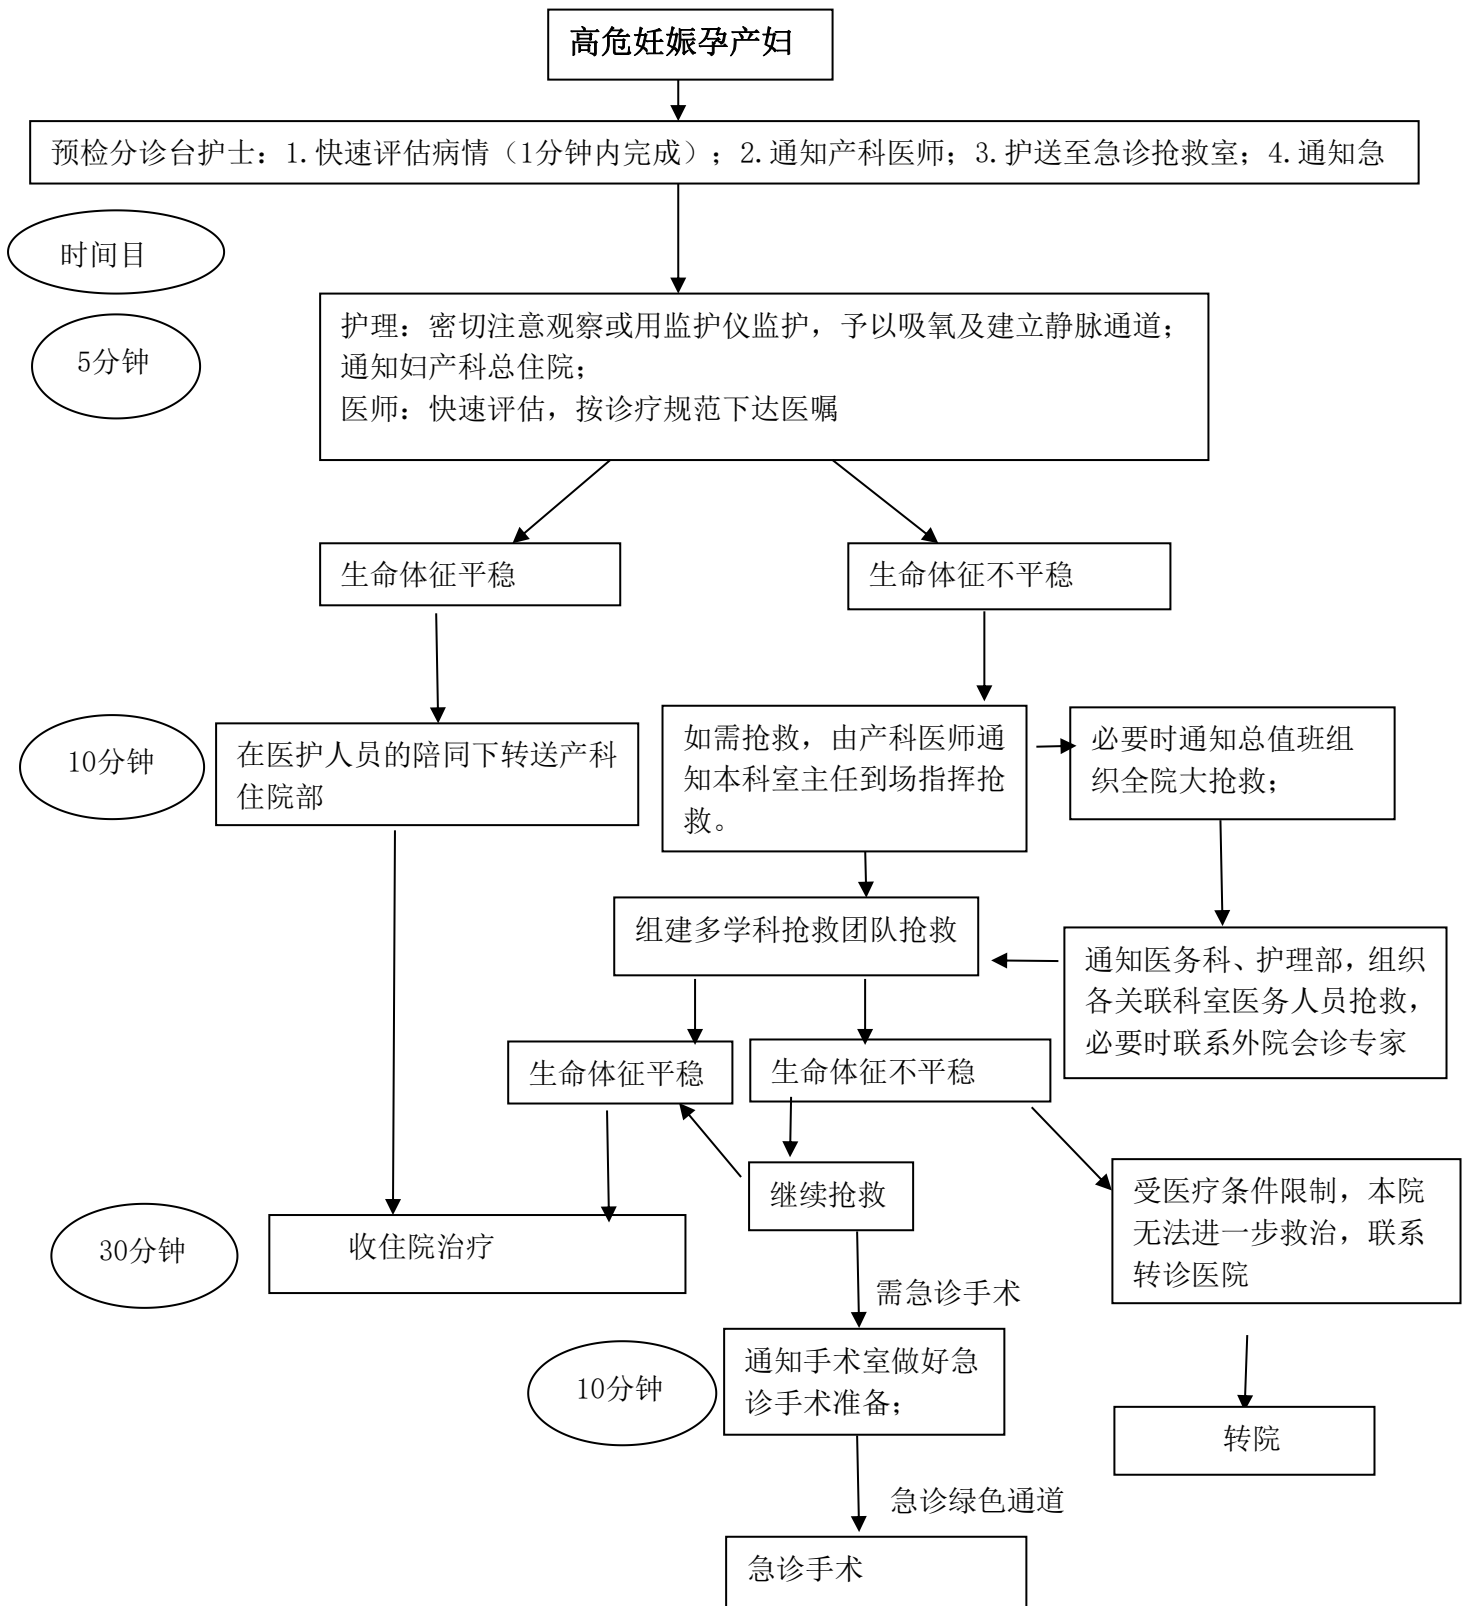 高危妊娠孕产妇
预检分诊台护士：1.快速评估病情（1分钟内完成）；2.通知产科医师；3.护送至急诊抢救室；4.通知急
时间目
5分钟
护理：密切注意观察或用监护仪监护，予以吸氧及建立静脉通道；
通知妇产科总住院；
医师：快速评估，按诊疗规范下达医嘱
生命体征平稳
生命体征不平稳
10分钟
在医护人员的陪同下转送产科
住院部
如需抢救，由产科医师通
知本科室主任到场指挥抢
救。
必要时通知总值班组
织全院大抢救；
组建多学科抢救团队抢救
通知医务科、护理部，组织
各关联科室医务人员抢救，
必要时联系外院会诊专家
生命体征平稳
生命体征不平稳
继续抢救
受医疗条件限制，本院
无法进一步救治，联系
转诊医院
30分钟
收住院治疗
需急诊手术
10分钟
通知手术室做好急
诊手术准备；
转院
急诊绿色通道
急诊手术